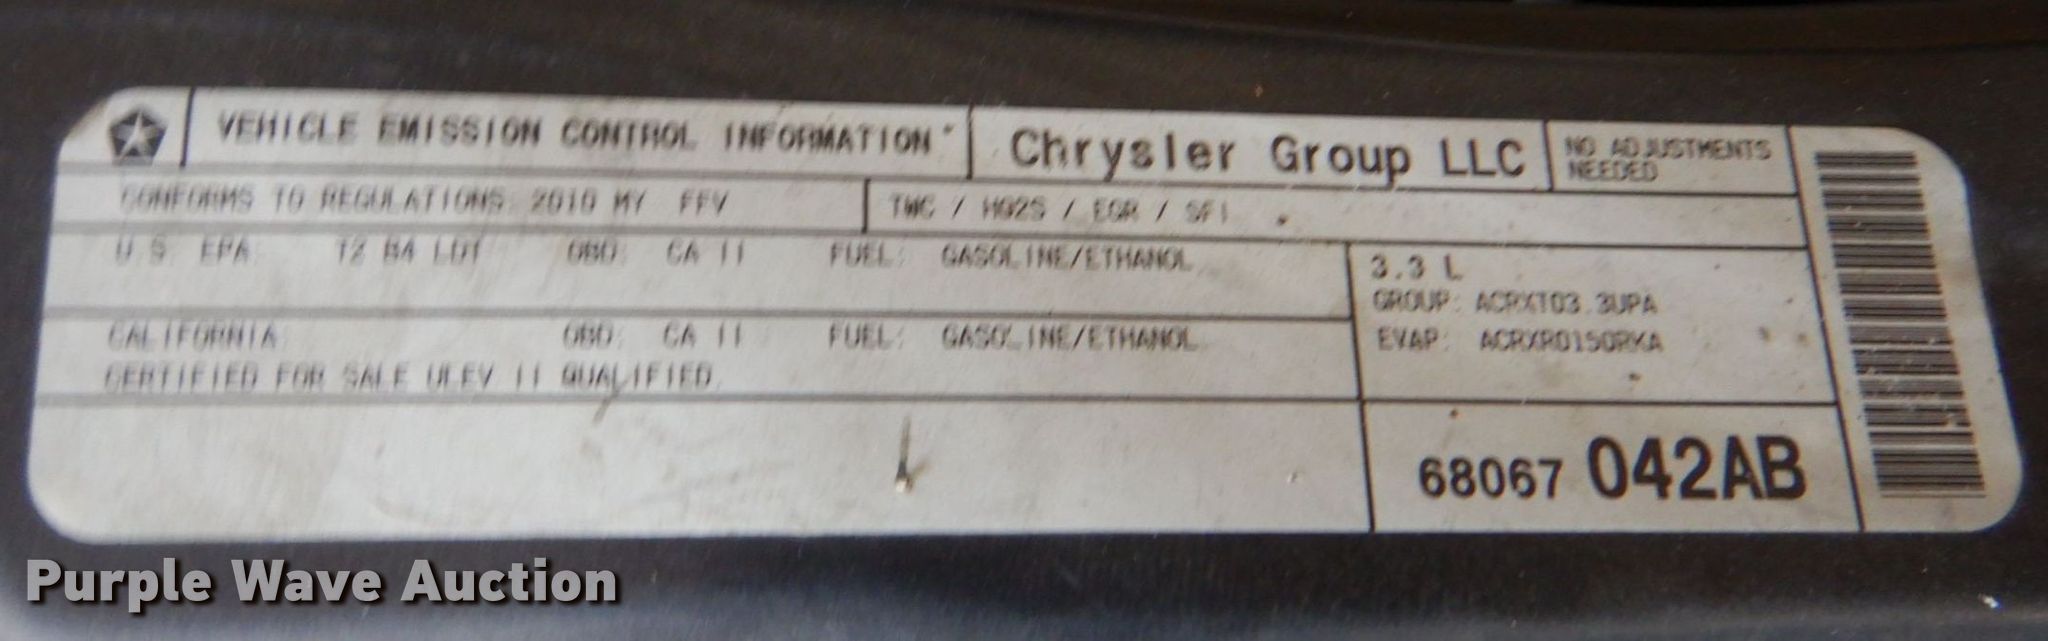 VEHICLE EMISSION CONTROL INFORMATION
Chrysler Group LLC
NO ADJUSTMENTS
NEEDED
CONFORMS TO REGULATIONS: 2010 MY FFV
TWC / HO2S / EGR / SFI
U.S. EPA: T2 B4 LDT OBD: CA II FUEL: GASOLINE/ETHANOL
CALIFORNIA: OBD: CA II FUEL: GASOLINE/ETHANOL
CERTIFIED FOR SALE ULEV II QUALIFIED
3.3 L
GROUP: ACRXT03.3UPA
EVAP: ACRXR0150RKA
68067 042AB
Purple Wave Auction